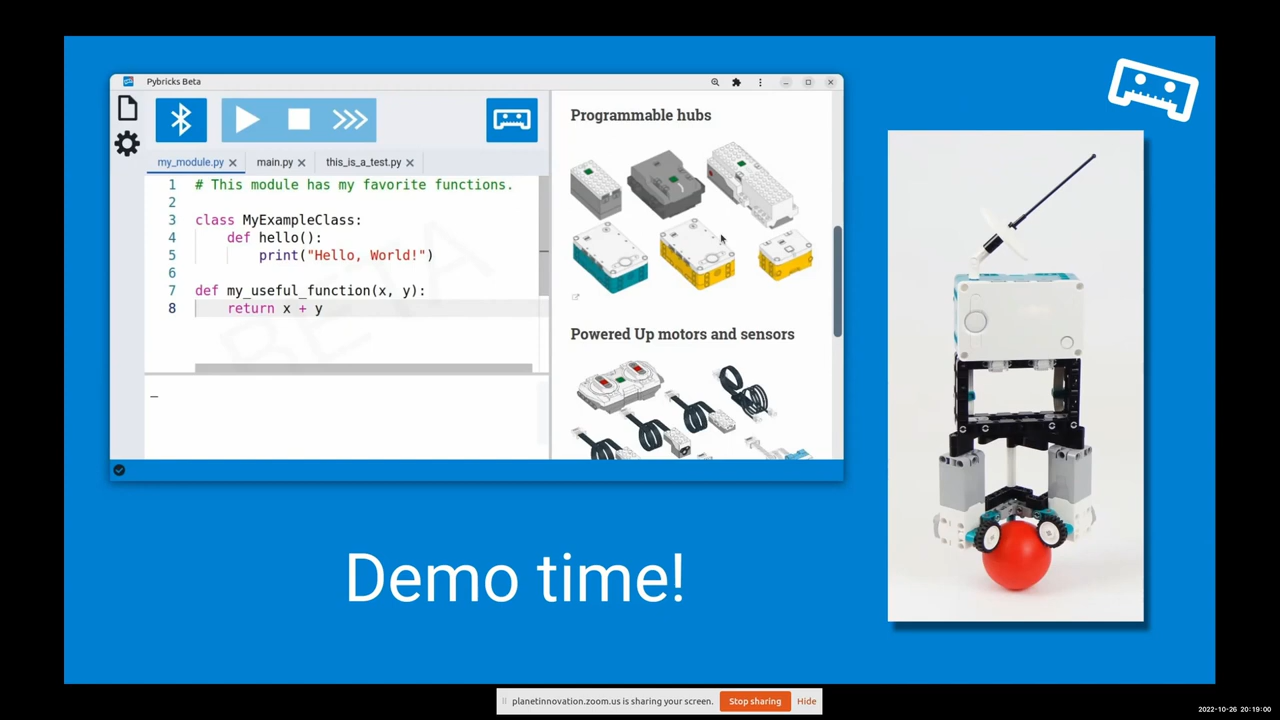 Pybricks Beta
my_module.py
main.py
this_is_a_test.py
1 # This module has my favorite functions.
2
3 class MyExampleClass:
4 def hello():
5 print("Hello, World!")
6
7 def my_useful_function(x, y):
8 return x + y
BETA
Programmable hubs
Powered Up motors and sensors
Demo time!
planetinnovation.zoom.us is sharing your screen.
Stop sharing
Hide
2022-10-26 20:19:00